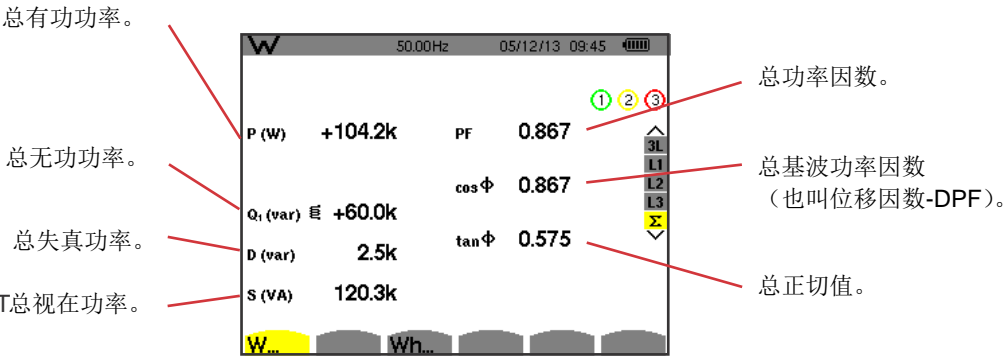 总有功功率。
W 50.00Hz 05/12/13 09:45
总功率因数。
1 2 3
P (W) +104.2k PF 0.867
3L
L1
总无功功率。
cos Φ 0.867
L2
总基波功率因数
（也叫位移因数-DPF）。
L3
Q₁ (var) +60.0k
Σ
总失真功率。
D (var) 2.5k tan Φ 0.575
T总视在功率。
S (VA) 120.3k
总正切值。
W... Wh...